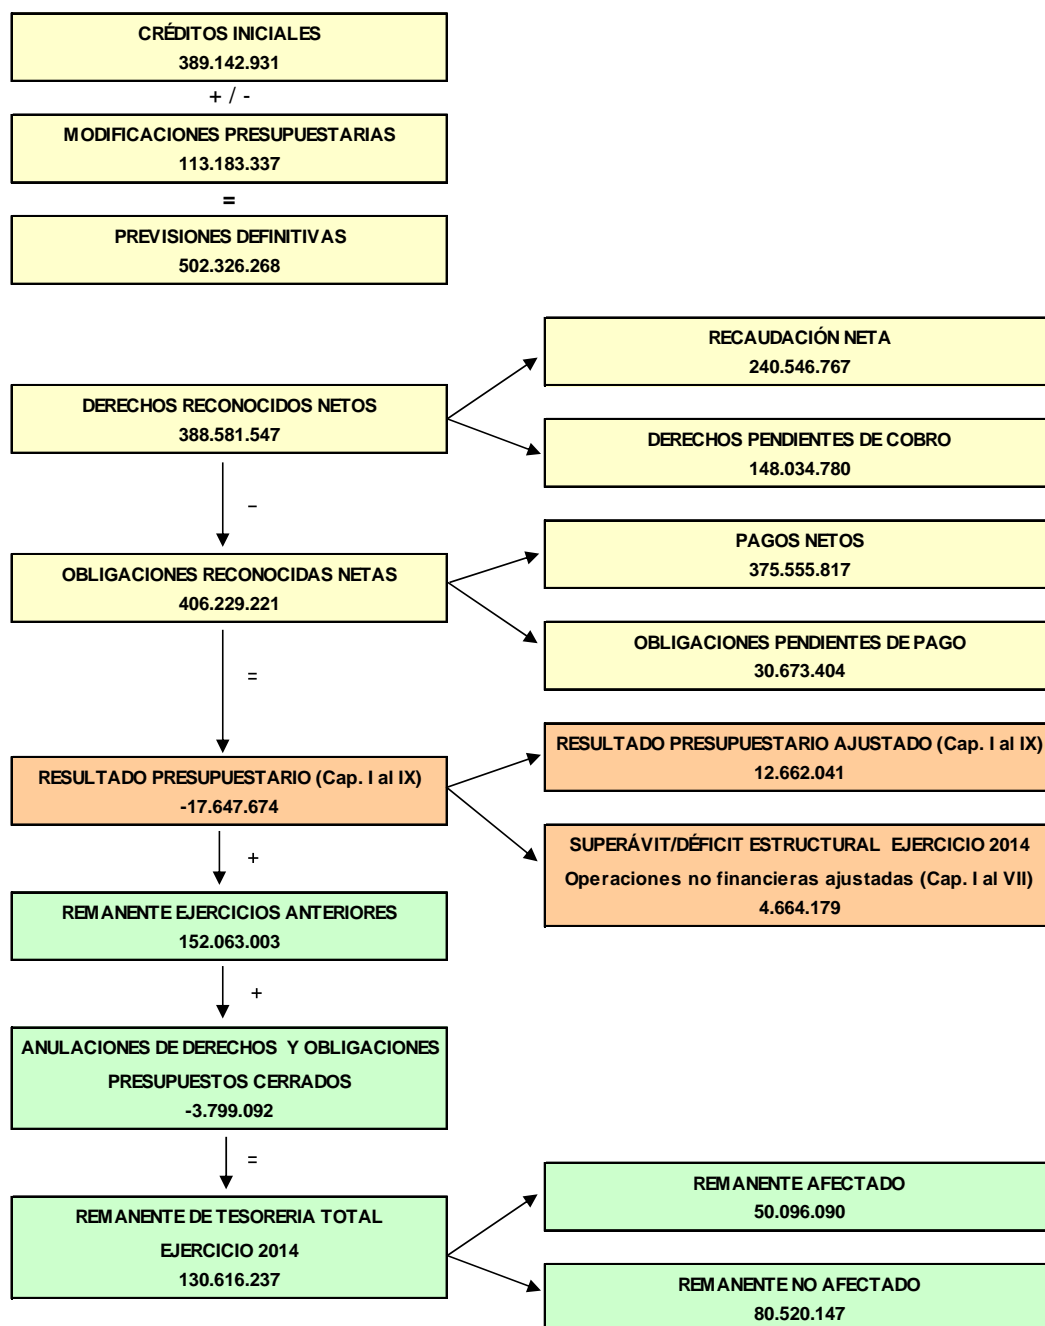 CRÉDITOS INICIALES
389.142.931
+ / -
MODIFICACIONES PRESUPUESTARIAS
113.183.337
=
PREVISIONES DEFINITIVAS
502.326.268
RECAUDACIÓN NETA
240.546.767
DERECHOS RECONOCIDOS NETOS
388.581.547
DERECHOS PENDIENTES DE COBRO
148.034.780
–
PAGOS NETOS
375.555.817
OBLIGACIONES RECONOCIDAS NETAS
406.229.221
OBLIGACIONES PENDIENTES DE PAGO
30.673.404
=
RESULTADO PRESUPUESTARIO AJUSTADO (Cap. I al IX)
12.662.041
RESULTADO PRESUPUESTARIO (Cap. I al IX)
-17.647.674
SUPERÁVIT/DÉFICIT ESTRUCTURAL EJERCICIO 2014
Operaciones no financieras ajustadas (Cap. I al VII)
4.664.179
+
REMANENTE EJERCICIOS ANTERIORES
152.063.003
+
ANULACIONES DE DERECHOS Y OBLIGACIONES
PRESUPUESTOS CERRADOS
-3.799.092
=
REMANENTE AFECTADO
50.096.090
REMANENTE DE TESORERIA TOTAL
EJERCICIO 2014
130.616.237
REMANENTE NO AFECTADO
80.520.147